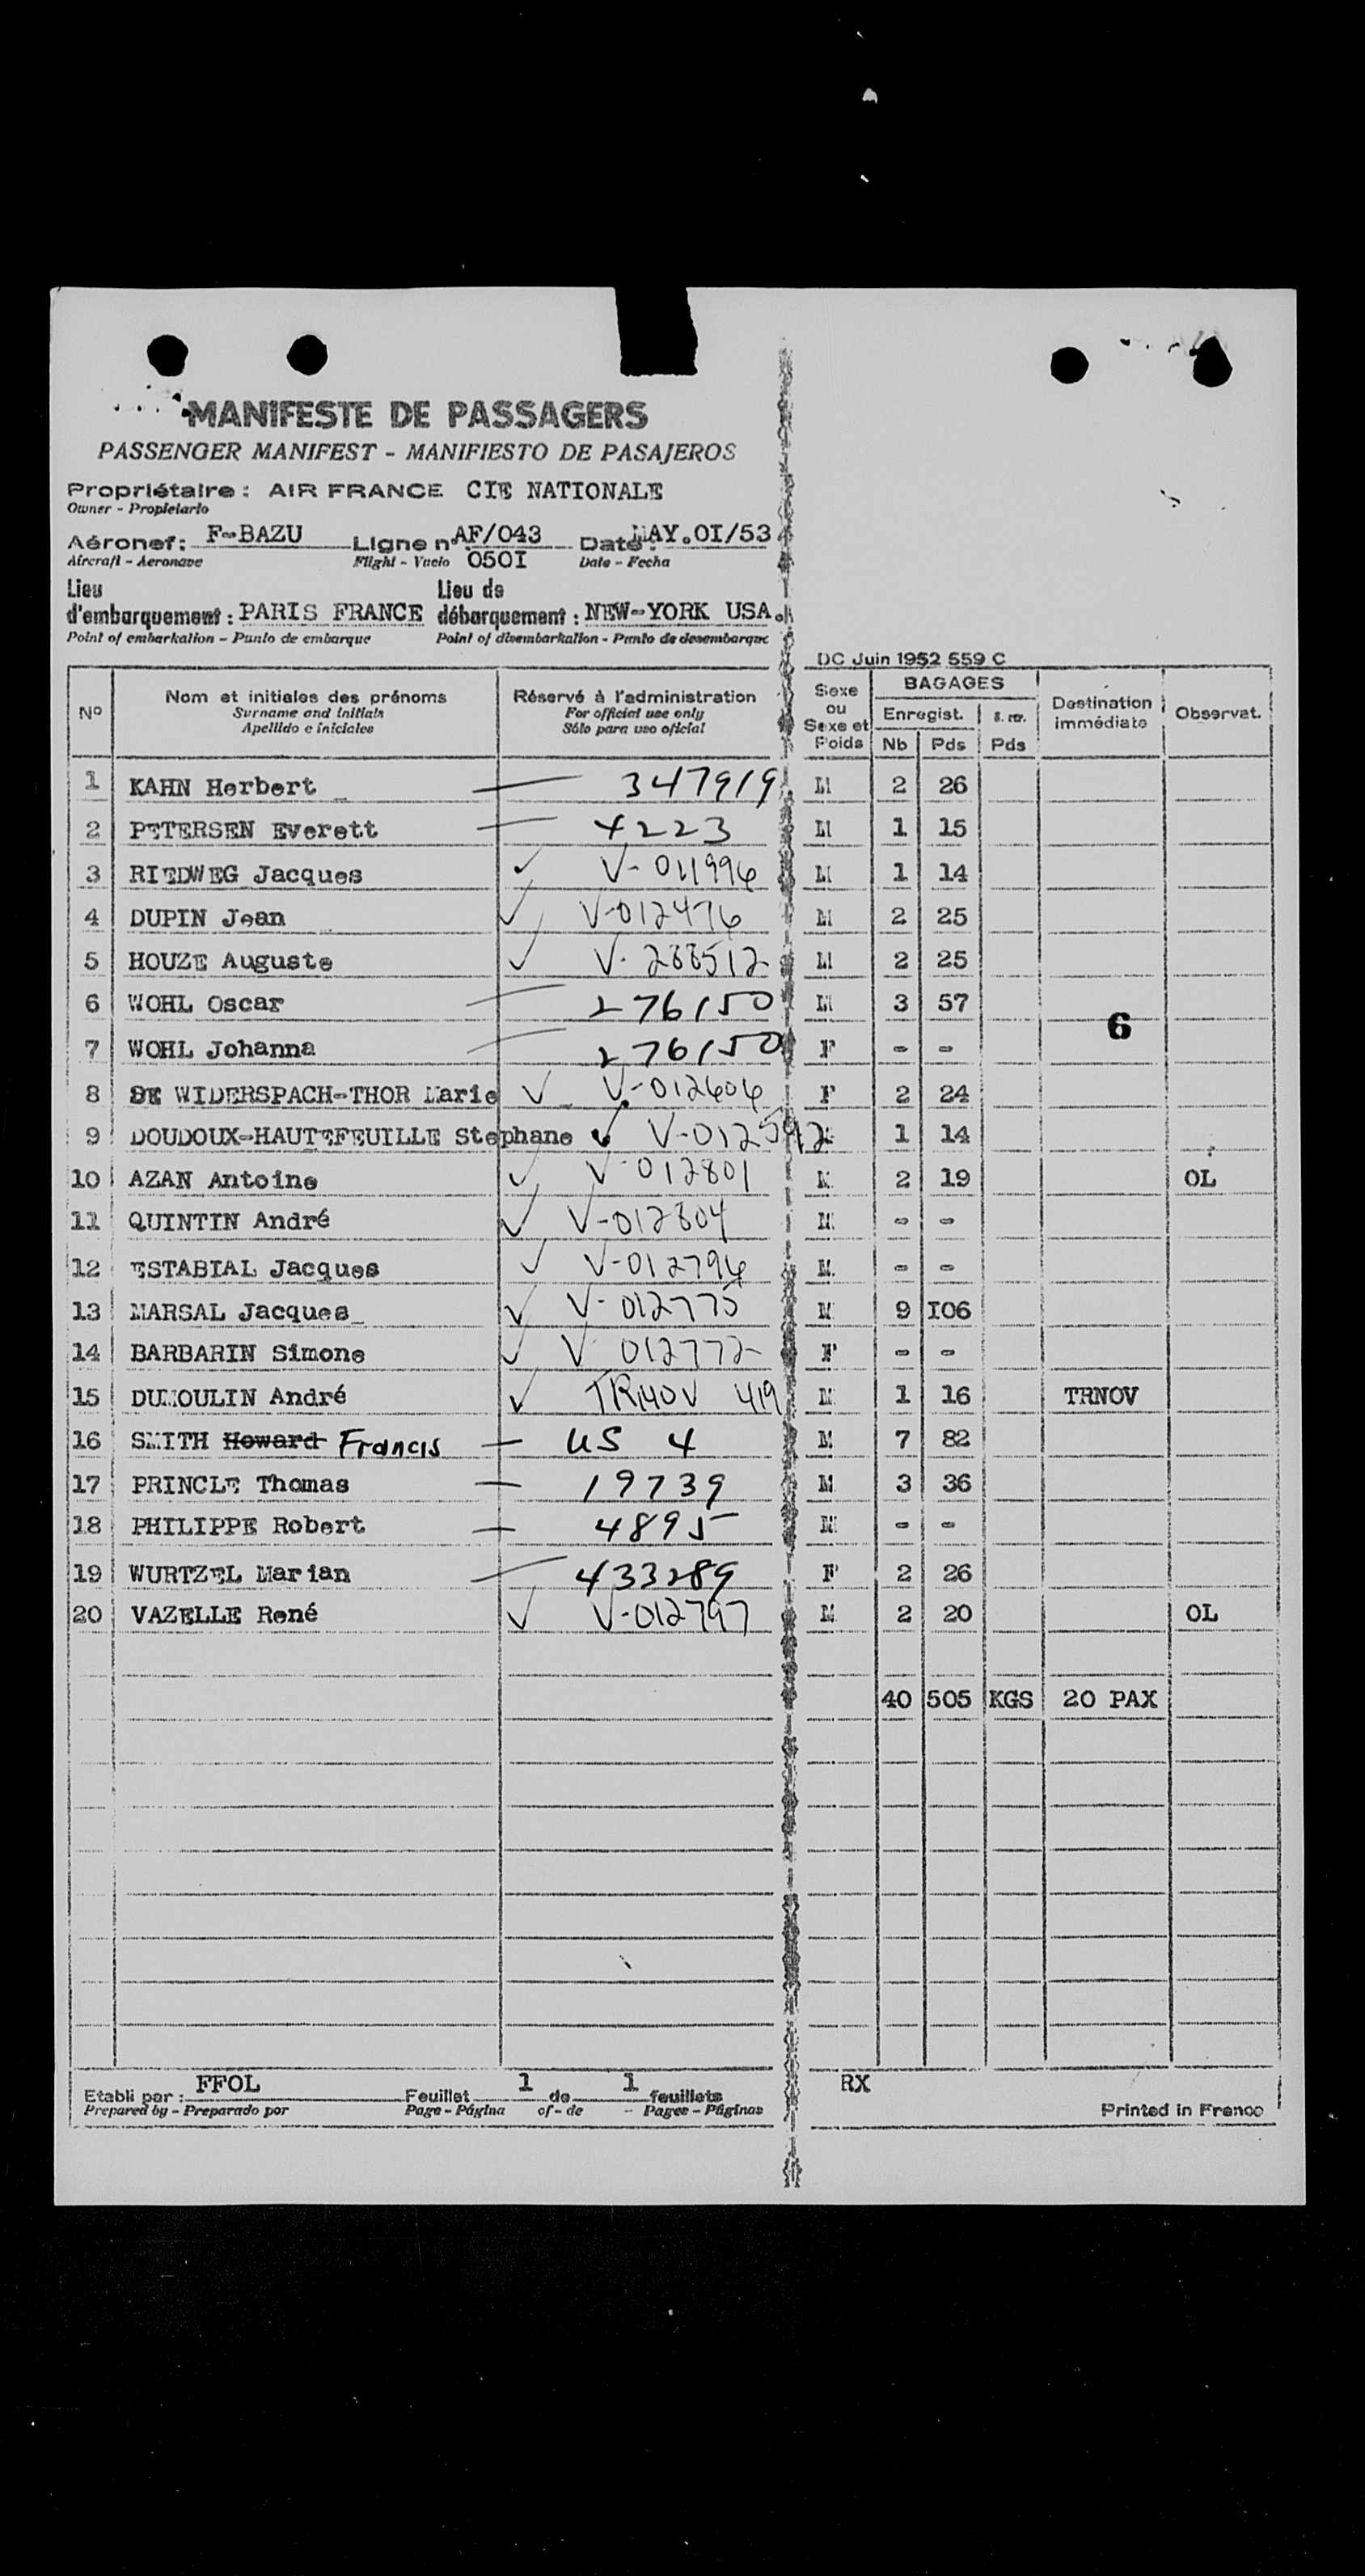 MANIFESTE DE PASSAGERS
PASSENGER MANIFEST - MANIFIESTO DE PASAJEROS
Propriétaire : AIR FRANCE CIE NATIONALE
Owner - Propietario
Aéronef : F-BAZU Ligne n° AF/043 Date : MAY.OI/53
Aircraft - Aeronave Flight - Vuelo 050I Date - Fecha
Lieu d'embarquement : PARIS FRANCE Lieu de débarquement : NEW-YORK USA.
Point of embarkation - Punto de embarque Point of disembarkation - Punto de desembarque
DC Juin 1952 559 C
N° Nom et initiales des prénoms Réservé à l'administration Sexe ou Sexe et Poids BAGAGES Destination immédiate Observat.
Surname and initials For official use only Enregist.
Apellido e iniciales Sólo para uso oficial Nb Pds Pds
1 KAHN Herbert — 347919 M 2 26
2 PETERSEN Everett — 4223 M 1 15
3 RIEDWEG Jacques ✓ V-011996 M 1 14
4 DUPIN Jean ✓ V-012476 M 2 25
5 HOUZE Auguste ✓ V-288512 M 2 25
6 WOHL Oscar — 276150 M 3 57
6
7 WOHL Johanna — 276150 F - -
8 DE WIDERSPACH-THOR Marie ✓ V-012606 F 2 24
9 DOUDOUX-HAUTEFEUILLE Stephane ✓ V-012592 1 14
10 AZAN Antoine ✓ V-012801 M 2 19 OL
11 QUINTIN André ✓ V-012804 M - -
12 ESTABIAL Jacques ✓ V-012796 M - -
13 MARSAL Jacques ✓ V-012775 M 9 I06
14 BARBARIN Simone ✓ V 012772 F - -
15 DUMOULIN André ✓ TRNOV 419 M 1 16 TRNOV
16 SMITH Howard Francis — US 4 M 7 82
17 PRINCLE Thomas — 19739 M 3 36
18 PHILIPPE Robert — 4895 M - -
19 WURTZEL Marian — 433289 F 2 26
20 VAZELLE René ✓ V-012797 M 2 20 OL
40 505 KGS 20 PAX
Etabli par : FFOL Feuillet 1 de 1 feuillets RX
Prepared by - Preparado por Page - Página of - de Pages - Páginas Printed in France